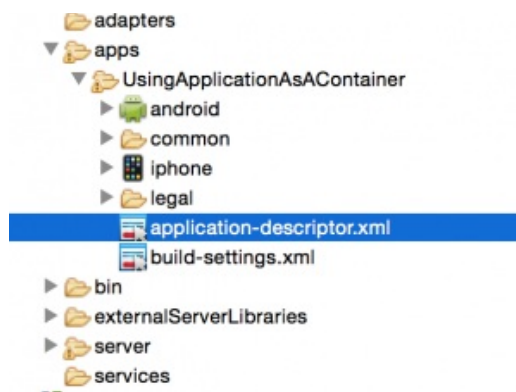 adapters
apps
UsingApplicationAsAContainer
android
common
iphone
legal
application-descriptor.xml
build-settings.xml
bin
externalServerLibraries
server
services